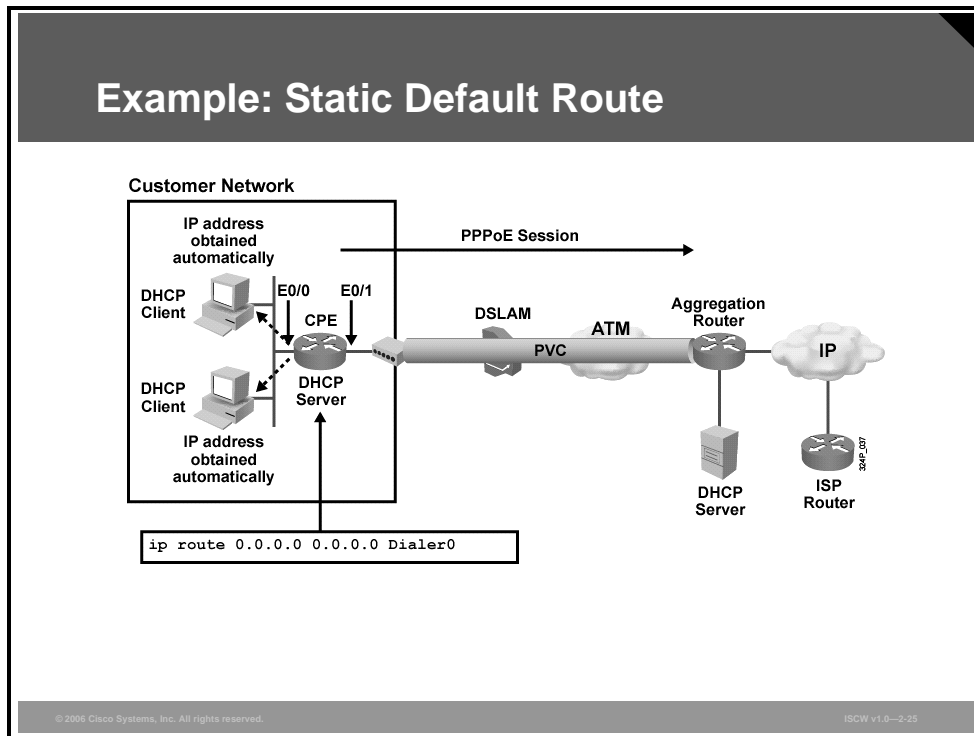 Example: Static Default Route
Customer Network
IP address
obtained
automatically
PPPoE Session
DHCP
Client
E0/0
E0/1
CPE
DSLAM
ATM
Aggregation
Router
PVC
IP
DHCP
Client
DHCP
Server
IP address
obtained
automatically
324P_037
DHCP
Server
ISP
Router
ip route 0.0.0.0 0.0.0.0 Dialer0
© 2006 Cisco Systems, Inc. All rights reserved.
ISCW v1.0—2-25